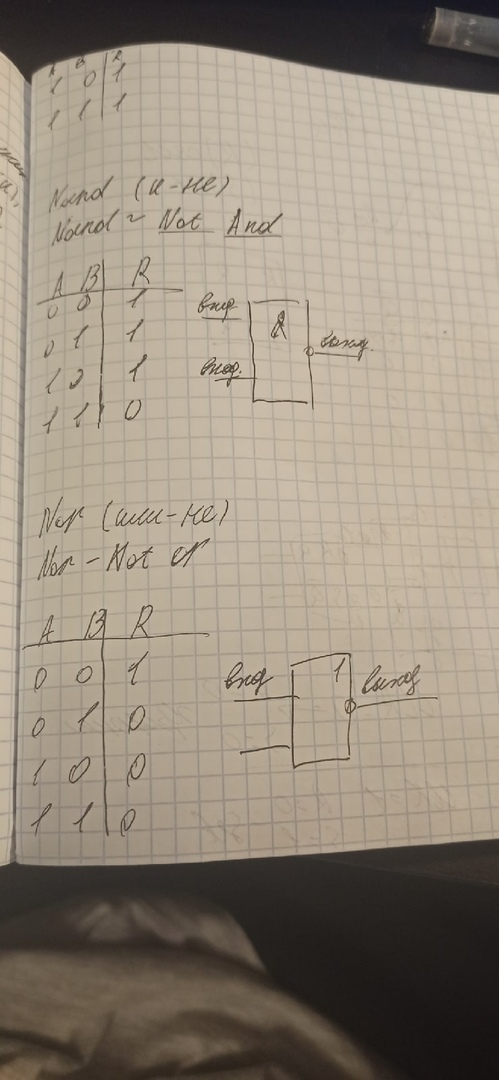 A B R
1 0 1
1 1 1
Nand (и-не)
Nand ~ Not And
A B R
0 0 1
0 1 1
1 0 1
1 1 0
вход
&
выход
вход
Nor (или-не)
Nor - Not or
A B R
0 0 1
0 1 0
1 0 0
1 1 0
вход
1
выход